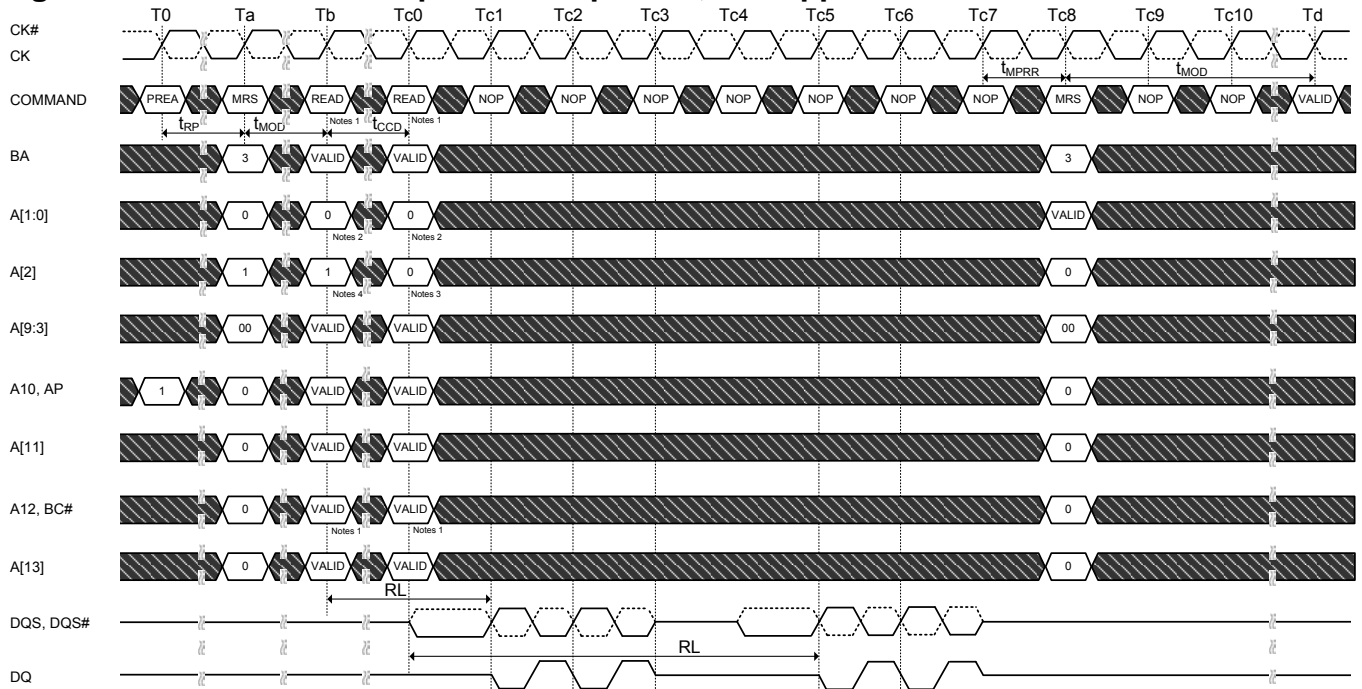 T0 Ta Tb Tc0 Tc1 Tc2 Tc3 Tc4 Tc5 Tc6 Tc7 Tc8 Tc9 Tc10 Td
CK#
CK
tMPRR tMOD
COMMAND PREA MRS READ READ NOP NOP NOP NOP NOP NOP NOP MRS NOP NOP VALID
Notes 1 Notes 1
tRP tMOD tCCD
BA 3 VALID VALID 3
A[1:0] 0 0 0 VALID
Notes 2 Notes 2
A[2] 1 1 0 0
Notes 4 Notes 3
A[9:3] 00 VALID VALID 00
A10, AP 1 0 VALID VALID 0
A[11] 0 VALID VALID 0
A12, BC# 0 VALID VALID 0
Notes 1 Notes 1
A[13] 0 VALID VALID 0
RL
DQS, DQS#
RL
DQ